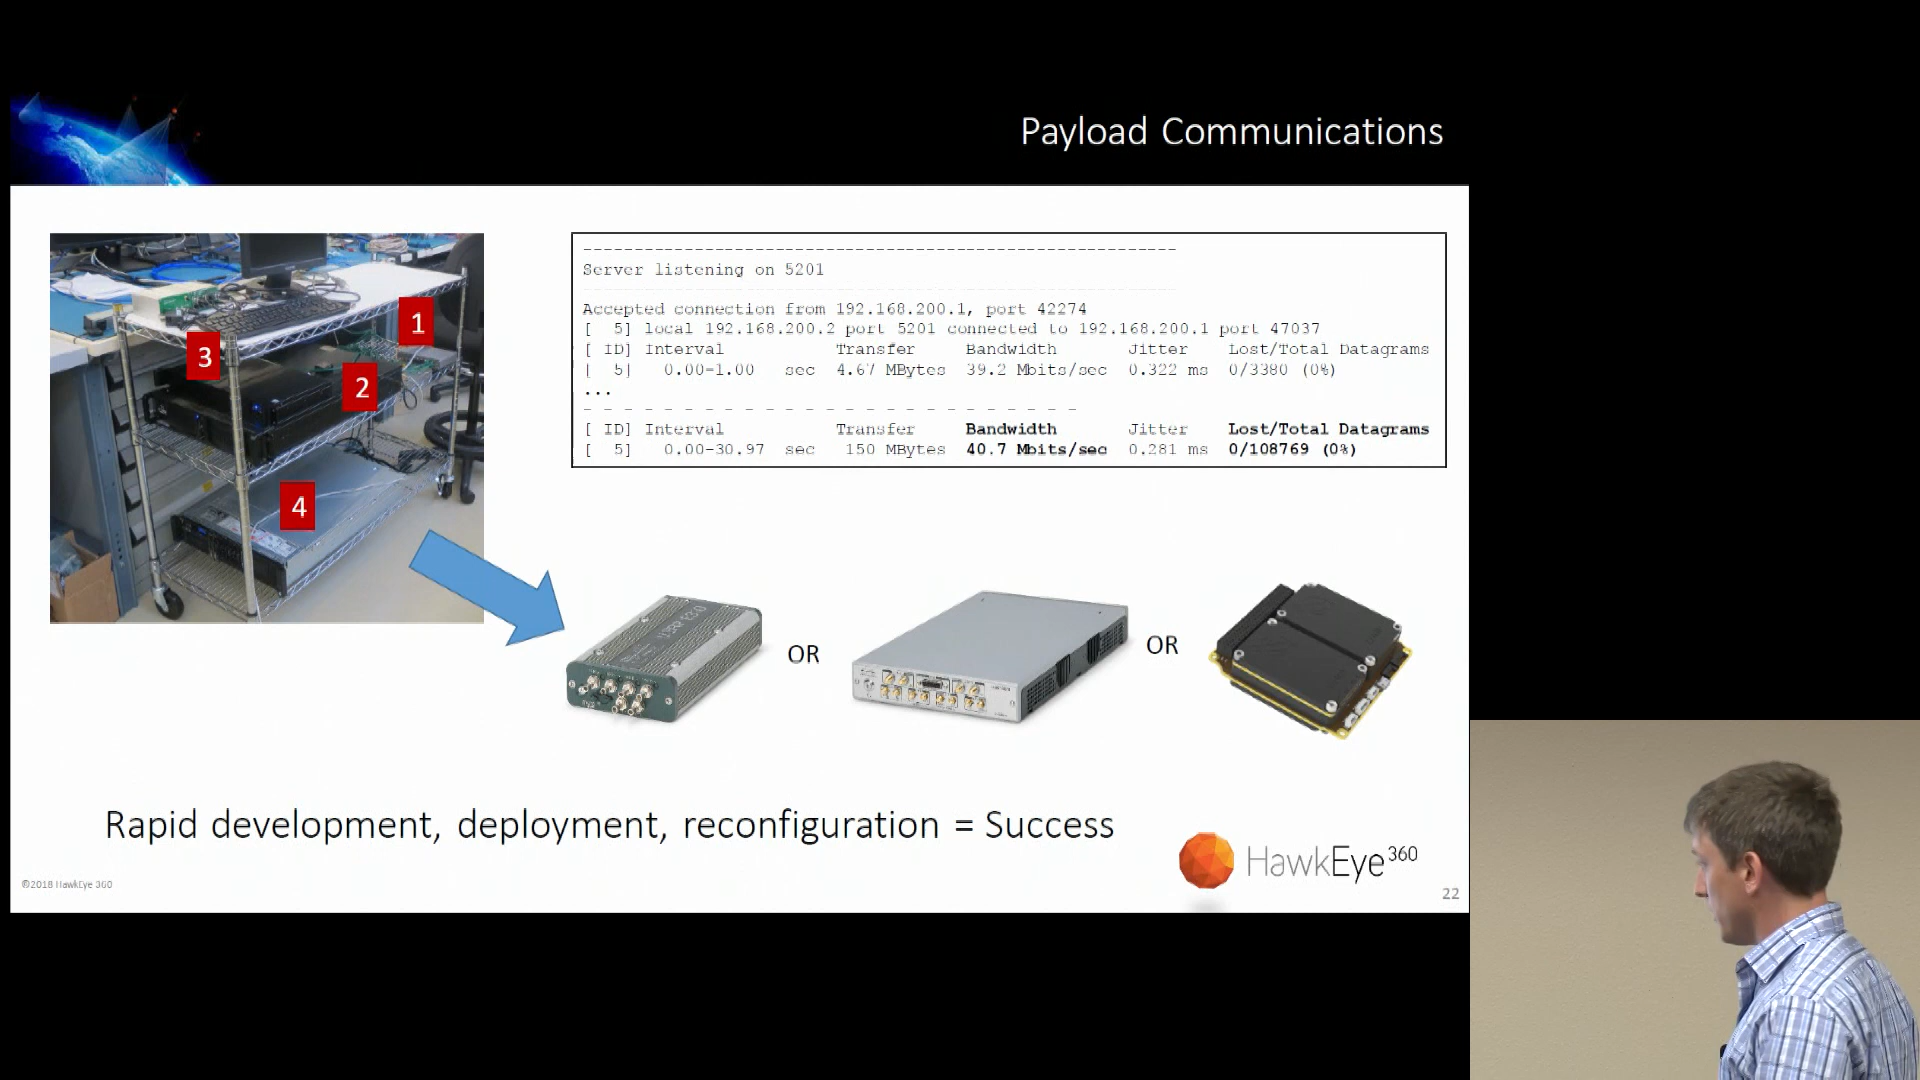 Payload Communications
1
2
3
4
Server listening on 5201
Accepted connection from 192.168.200.1, port 42274
[ 5] local 192.168.200.2 port 5201 connected to 192.168.200.1 port 47037
[ ID] Interval Transfer Bandwidth Jitter Lost/Total Datagrams
[ 5] 0.00-1.00 sec 4.67 MBytes 39.2 Mbits/sec 0.322 ms 0/3380 (0%)
...
- - - - - - - - - - - - - - - - - - - - - - - - -
[ ID] Interval Transfer Bandwidth Jitter Lost/Total Datagrams
[ 5] 0.00-30.97 sec 150 MBytes 40.7 Mbits/sec 0.281 ms 0/108769 (0%)
OR
OR
Rapid development, deployment, reconfiguration = Success
HawkEye 360
©2018 HawkEye 360
22